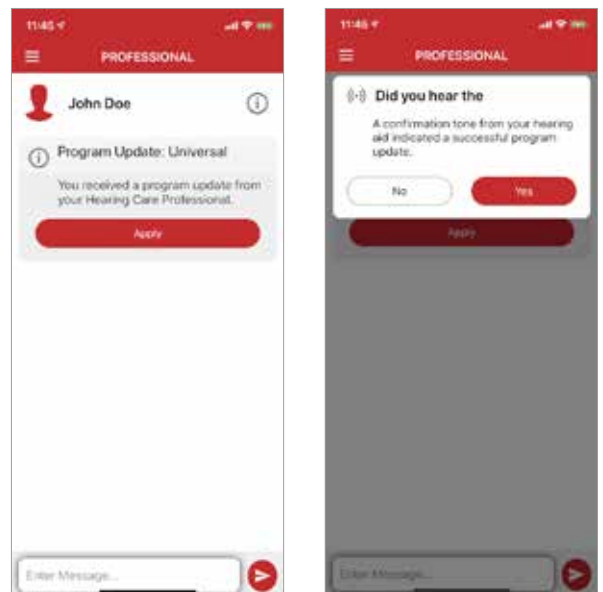 11:45
PROFESSIONAL
John Doe
Program Update: Universal
You received a program update from
your Hearing Care Professional.
Apply
Enter Message...
11:45
PROFESSIONAL
Did you hear the
A confirmation tone from your hearing
aid indicated a successful program
update.
No
Yes
Apply
Enter Message...